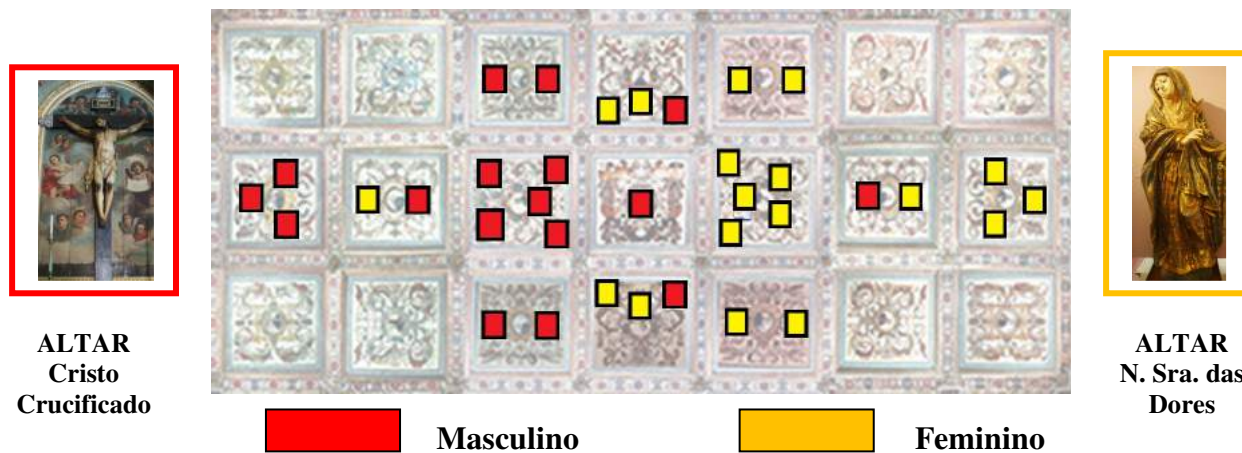 ALTAR
Cristo
Crucificado
ALTAR
N. Sra. das
Dores
Masculino
Feminino